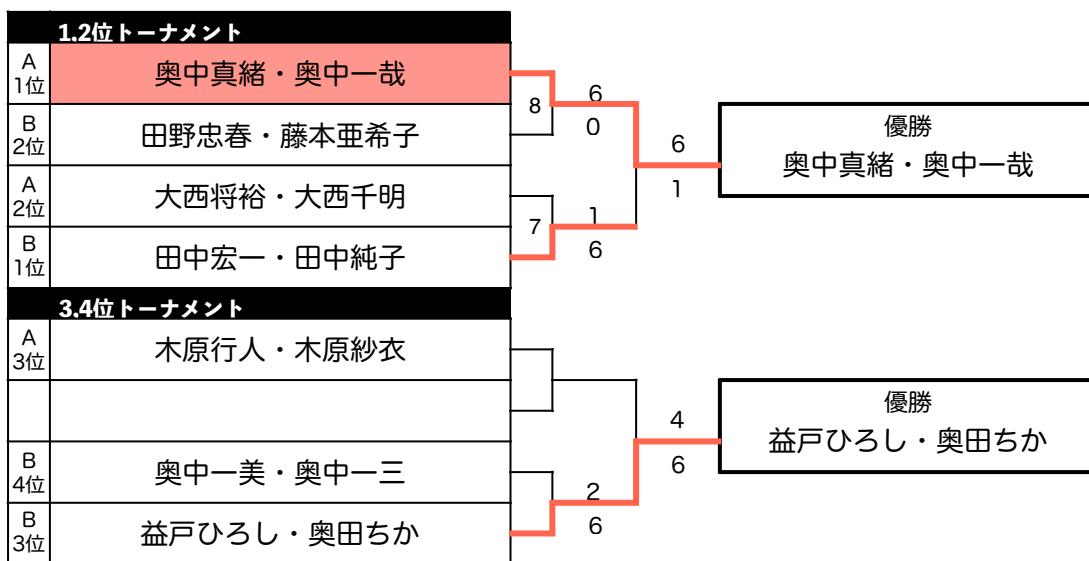 1,2位トーナメント
A
1位
奥中真緒・奥中一哉
B
2位
田野忠春・藤本亜希子
A
2位
大西将裕・大西千明
B
1位
田中宏一・田中純子
8
6
0
7
1
6
6
1
優勝
奥中真緒・奥中一哉
3,4位トーナメント
A
3位
木原行人・木原紗衣
B
4位
奥中一美・奥中一三
B
3位
益戸ひろし・奥田ちか
2
6
4
6
優勝
益戸ひろし・奥田ちか